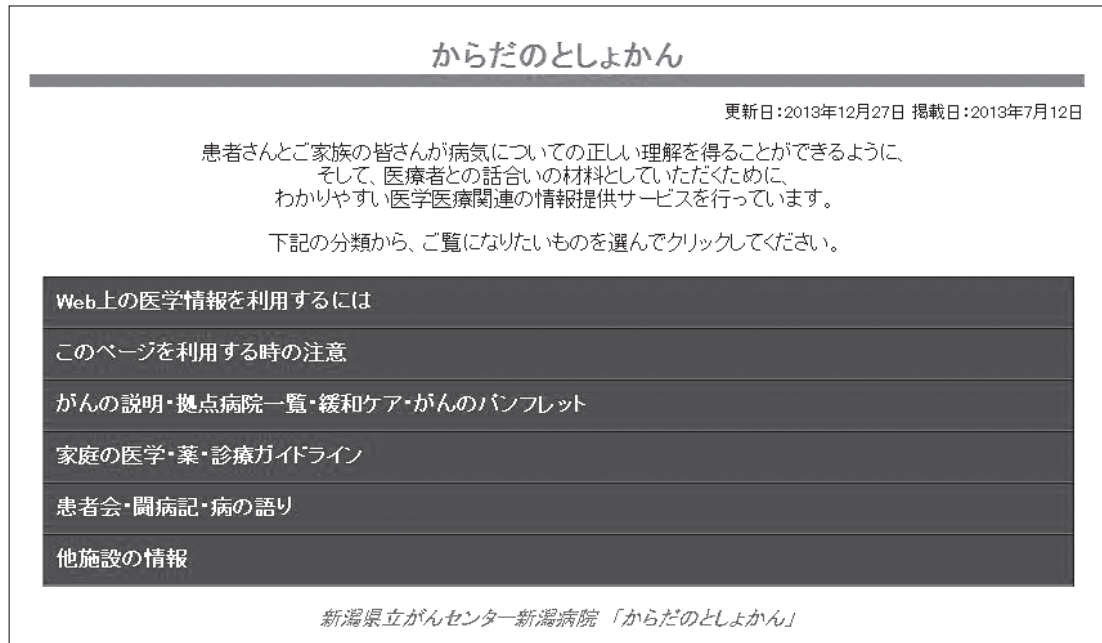 からだのとしょかん
更新日:2013年12月27日 掲載日:2013年7月12日
患者さんとご家族の皆さんが病気についての正しい理解を得ることができるように、
そして、医療者との話合いの材料としていただくために、
わかりやすい医学医療関連の情報提供サービスを行っています。
下記の分類から、ご覧になりたいものを選んでクリックしてください。
Web上の医学情報を利用するには
このページを利用する時の注意
がんの説明・拠点病院一覧・緩和ケア・がんのパンフレット
家庭の医学・薬・診療ガイドライン
患者会・闘病記・病の語り
他施設の情報
新潟県立がんセンター新潟病院 「からだのとしょかん」